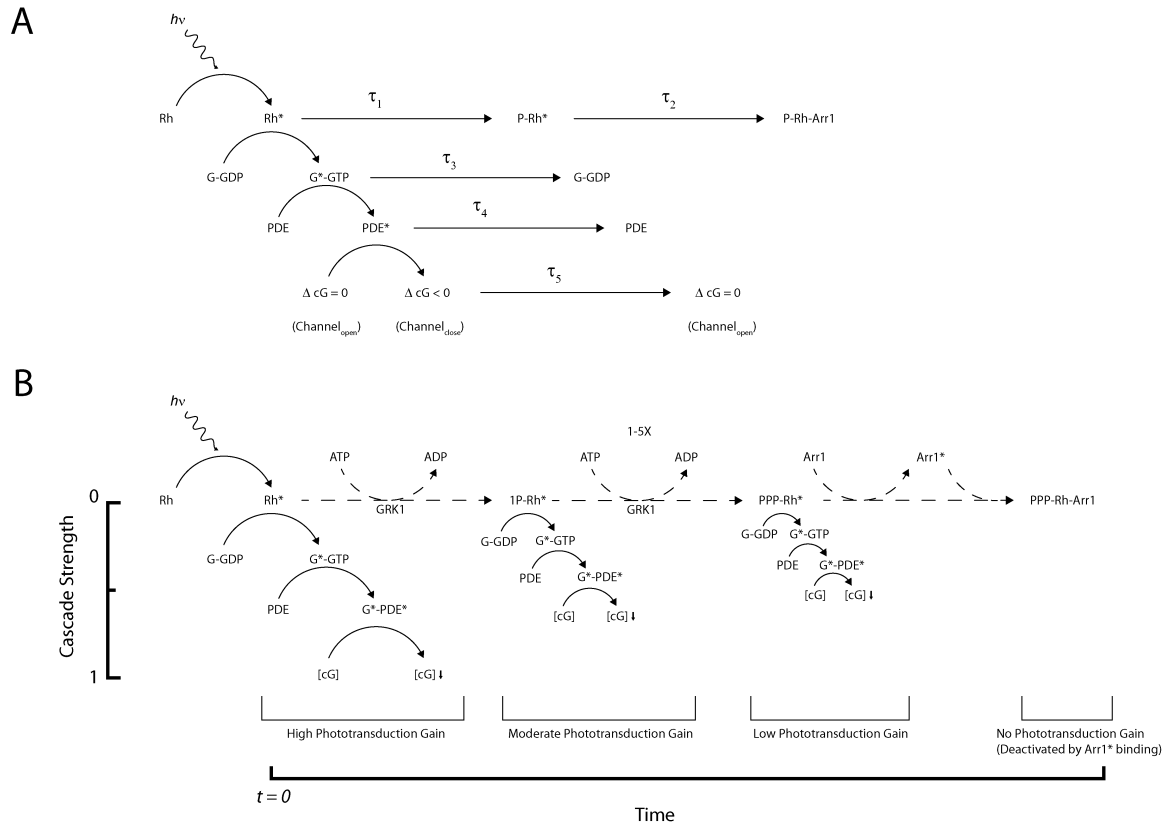 A
hν
Rh Rh* τ1 P-Rh* τ2 P-Rh-Arr1
G-GDP G*-GTP τ3 G-GDP
PDE PDE* τ4 PDE
Δ cG = 0 Δ cG < 0 τ5 Δ cG = 0
(Channelopen) (Channelclose) (Channelopen)
B
hν
1-5X
ATP ADP ATP ADP Arr1 Arr1*
Rh Rh* GRK1 1P-Rh* GRK1 PPP-Rh* PPP-Rh-Arr1
G-GDP G*-GTP G-GDP G*-GTP G-GDP G*-GTP
PDE G*-PDE* PDE G*-PDE* PDE G*-PDE*
[cG] [cG]⬇ [cG] [cG]⬇ [cG] [cG]⬇
0
Cascade Strength
1
High Phototransduction Gain
Moderate Phototransduction Gain
Low Phototransduction Gain
No Phototransduction Gain
(Deactivated by Arr1* binding)
t = 0
Time